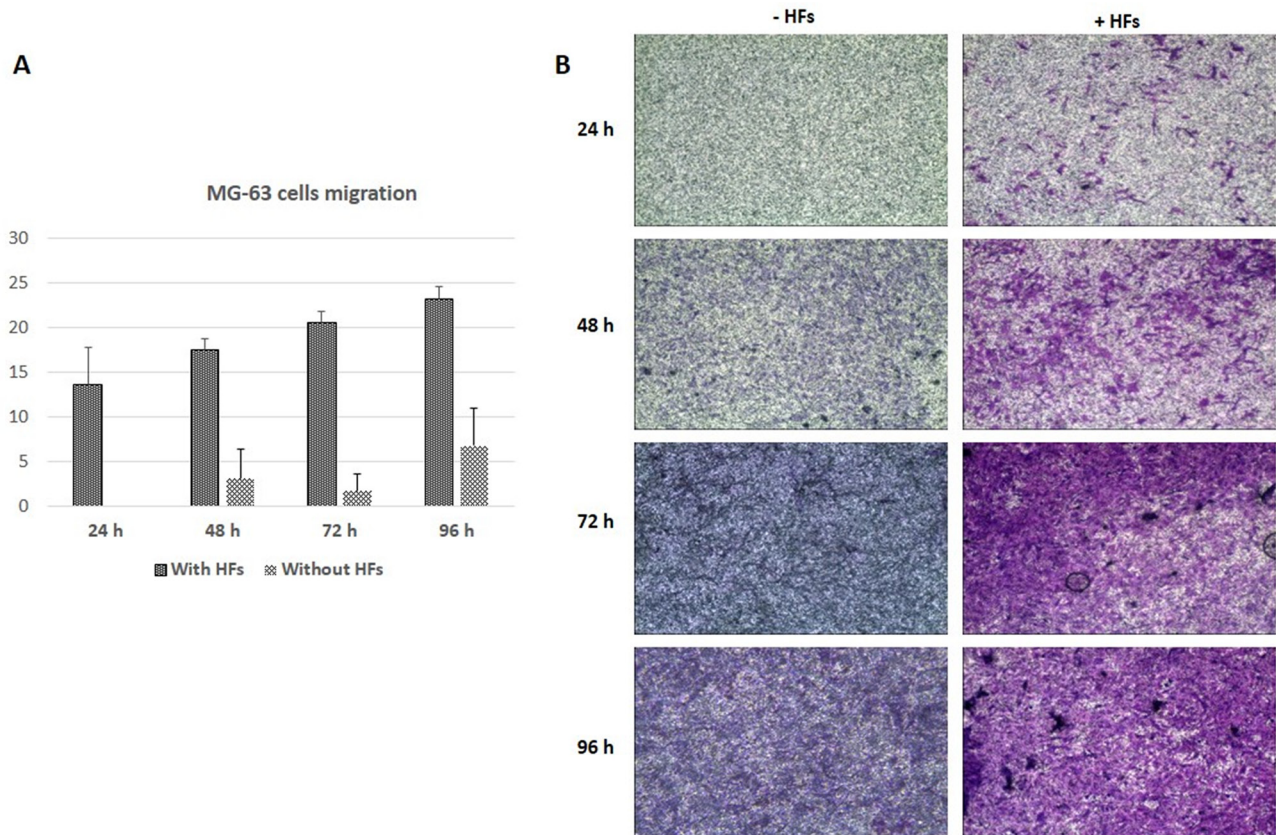 A
MG-63 cells migration
30
25
20
15
10
5
0
24 h
48 h
72 h
96 h
With HFs
Without HFs
B
- HFs
+ HFs
24 h
48 h
72 h
96 h